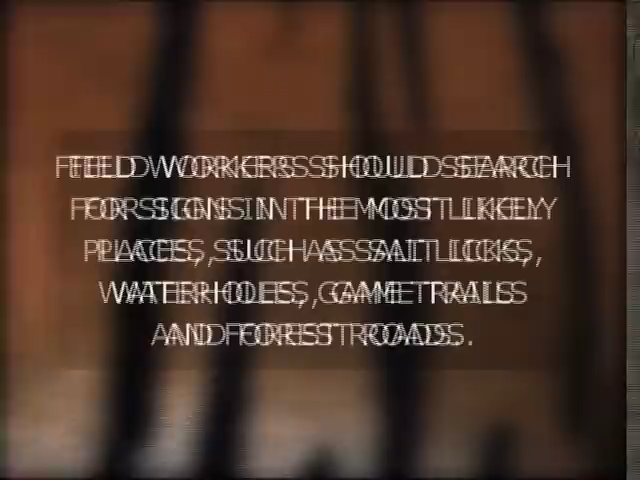 FIELD WORKERS SHOULD SEARCH
FOR SIGNS IN THE MOST LIKELY
PLACES, SUCH AS SALT LICKS,
WATERHOLES, GAME TRAILS
AND FOREST ROADS.